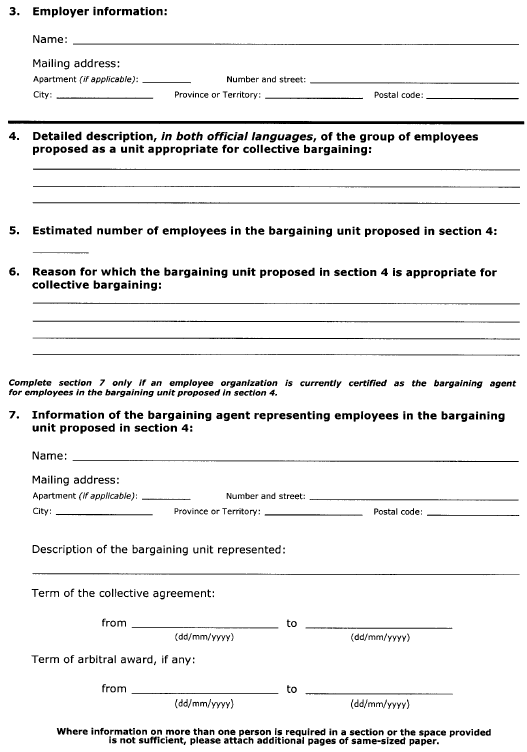 3. Employer information:
Name:
Mailing address:
Apartment (if applicable): Number and street:
City: Province or Territory: Postal code:
4. Detailed description, in both official languages, of the group of employees
proposed as a unit appropriate for collective bargaining:
5. Estimated number of employees in the bargaining unit proposed in section 4:
6. Reason for which the bargaining unit proposed in section 4 is appropriate for
collective bargaining:
Complete section 7 only if an employee organization is currently certified as the bargaining agent
for employees in the bargaining unit proposed in section 4.
7. Information of the bargaining agent representing employees in the bargaining
unit proposed in section 4:
Name:
Mailing address:
Apartment (if applicable): Number and street:
City: Province or Territory: Postal code:
Description of the bargaining unit represented:
Term of the collective agreement:
from to
(dd/mm/yyyy) (dd/mm/yyyy)
Term of arbitral award, if any:
from to
(dd/mm/yyyy) (dd/mm/yyyy)
Where information on more than one person is required in a section or the space provided
is not sufficient, please attach additional pages of same-sized paper.